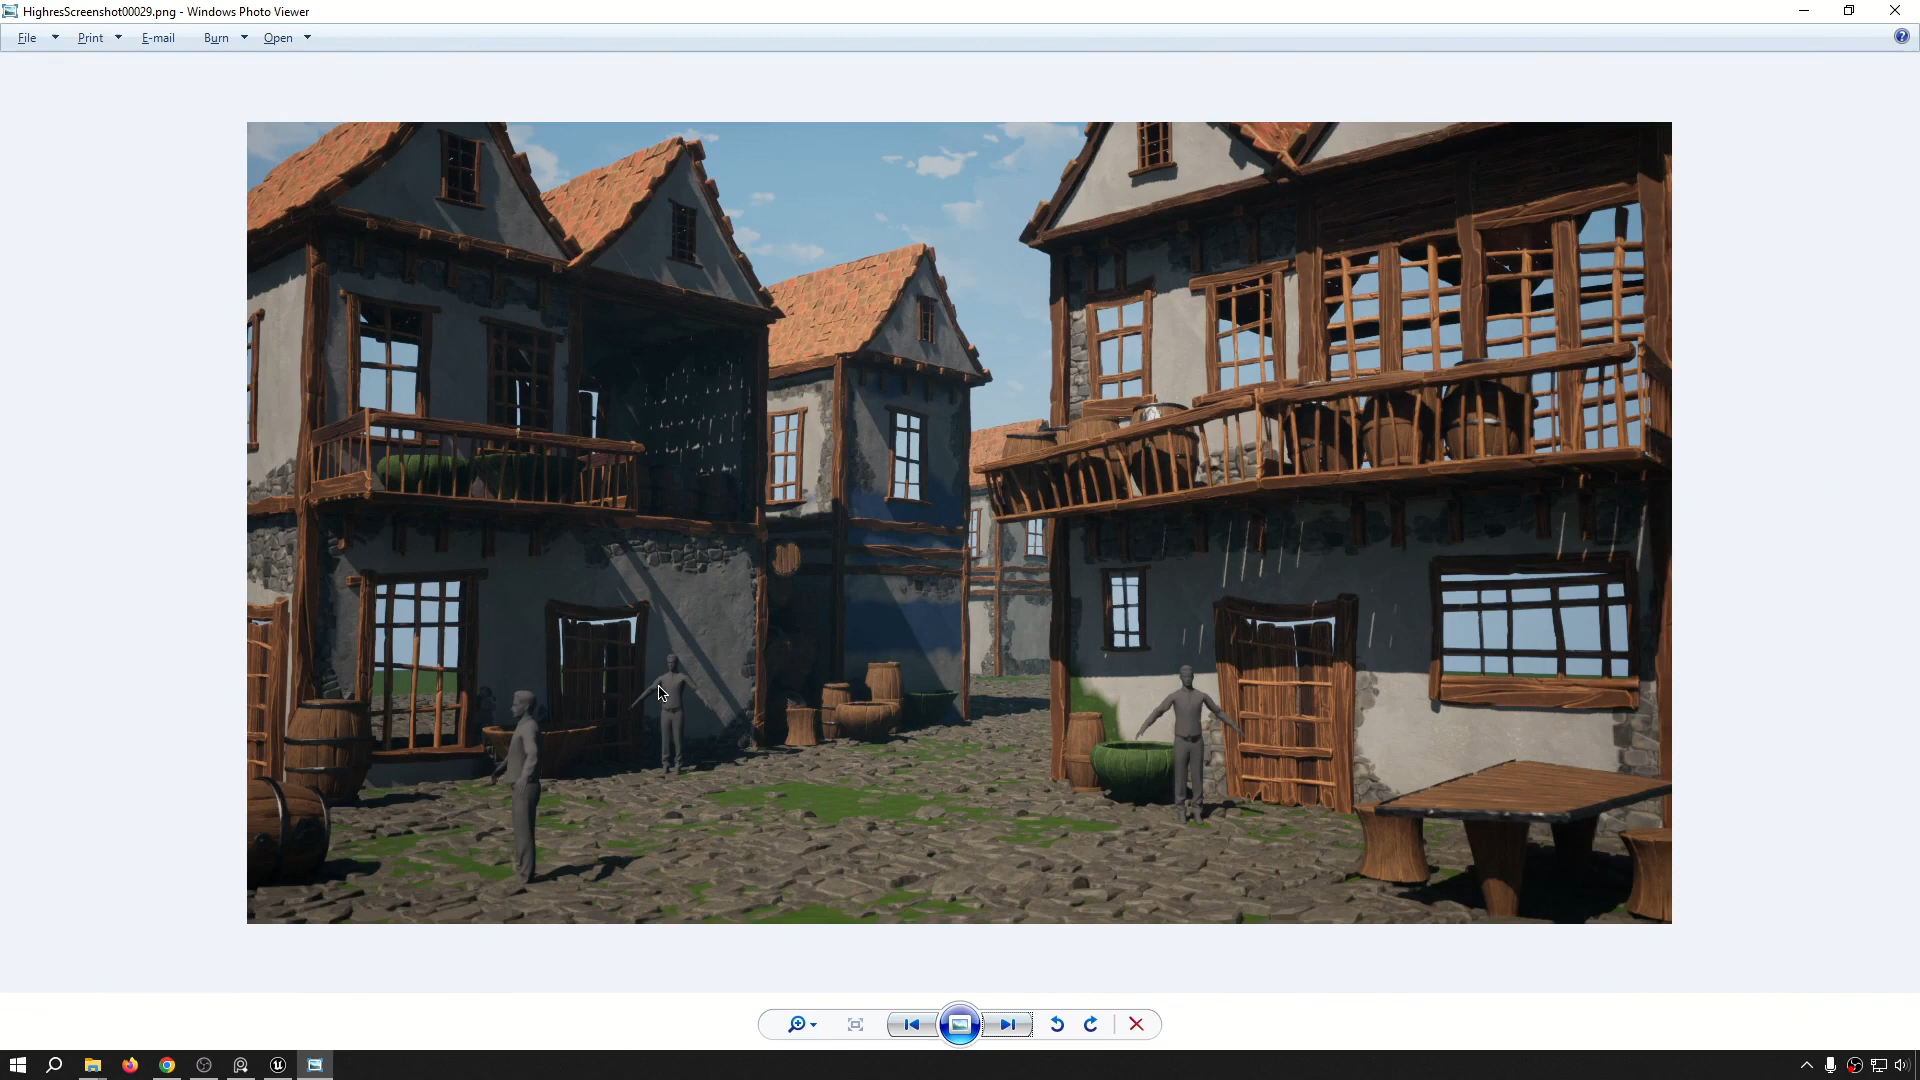 HighresScreenshot00029.png - Windows Photo Viewer
File Print E-mail Burn Open